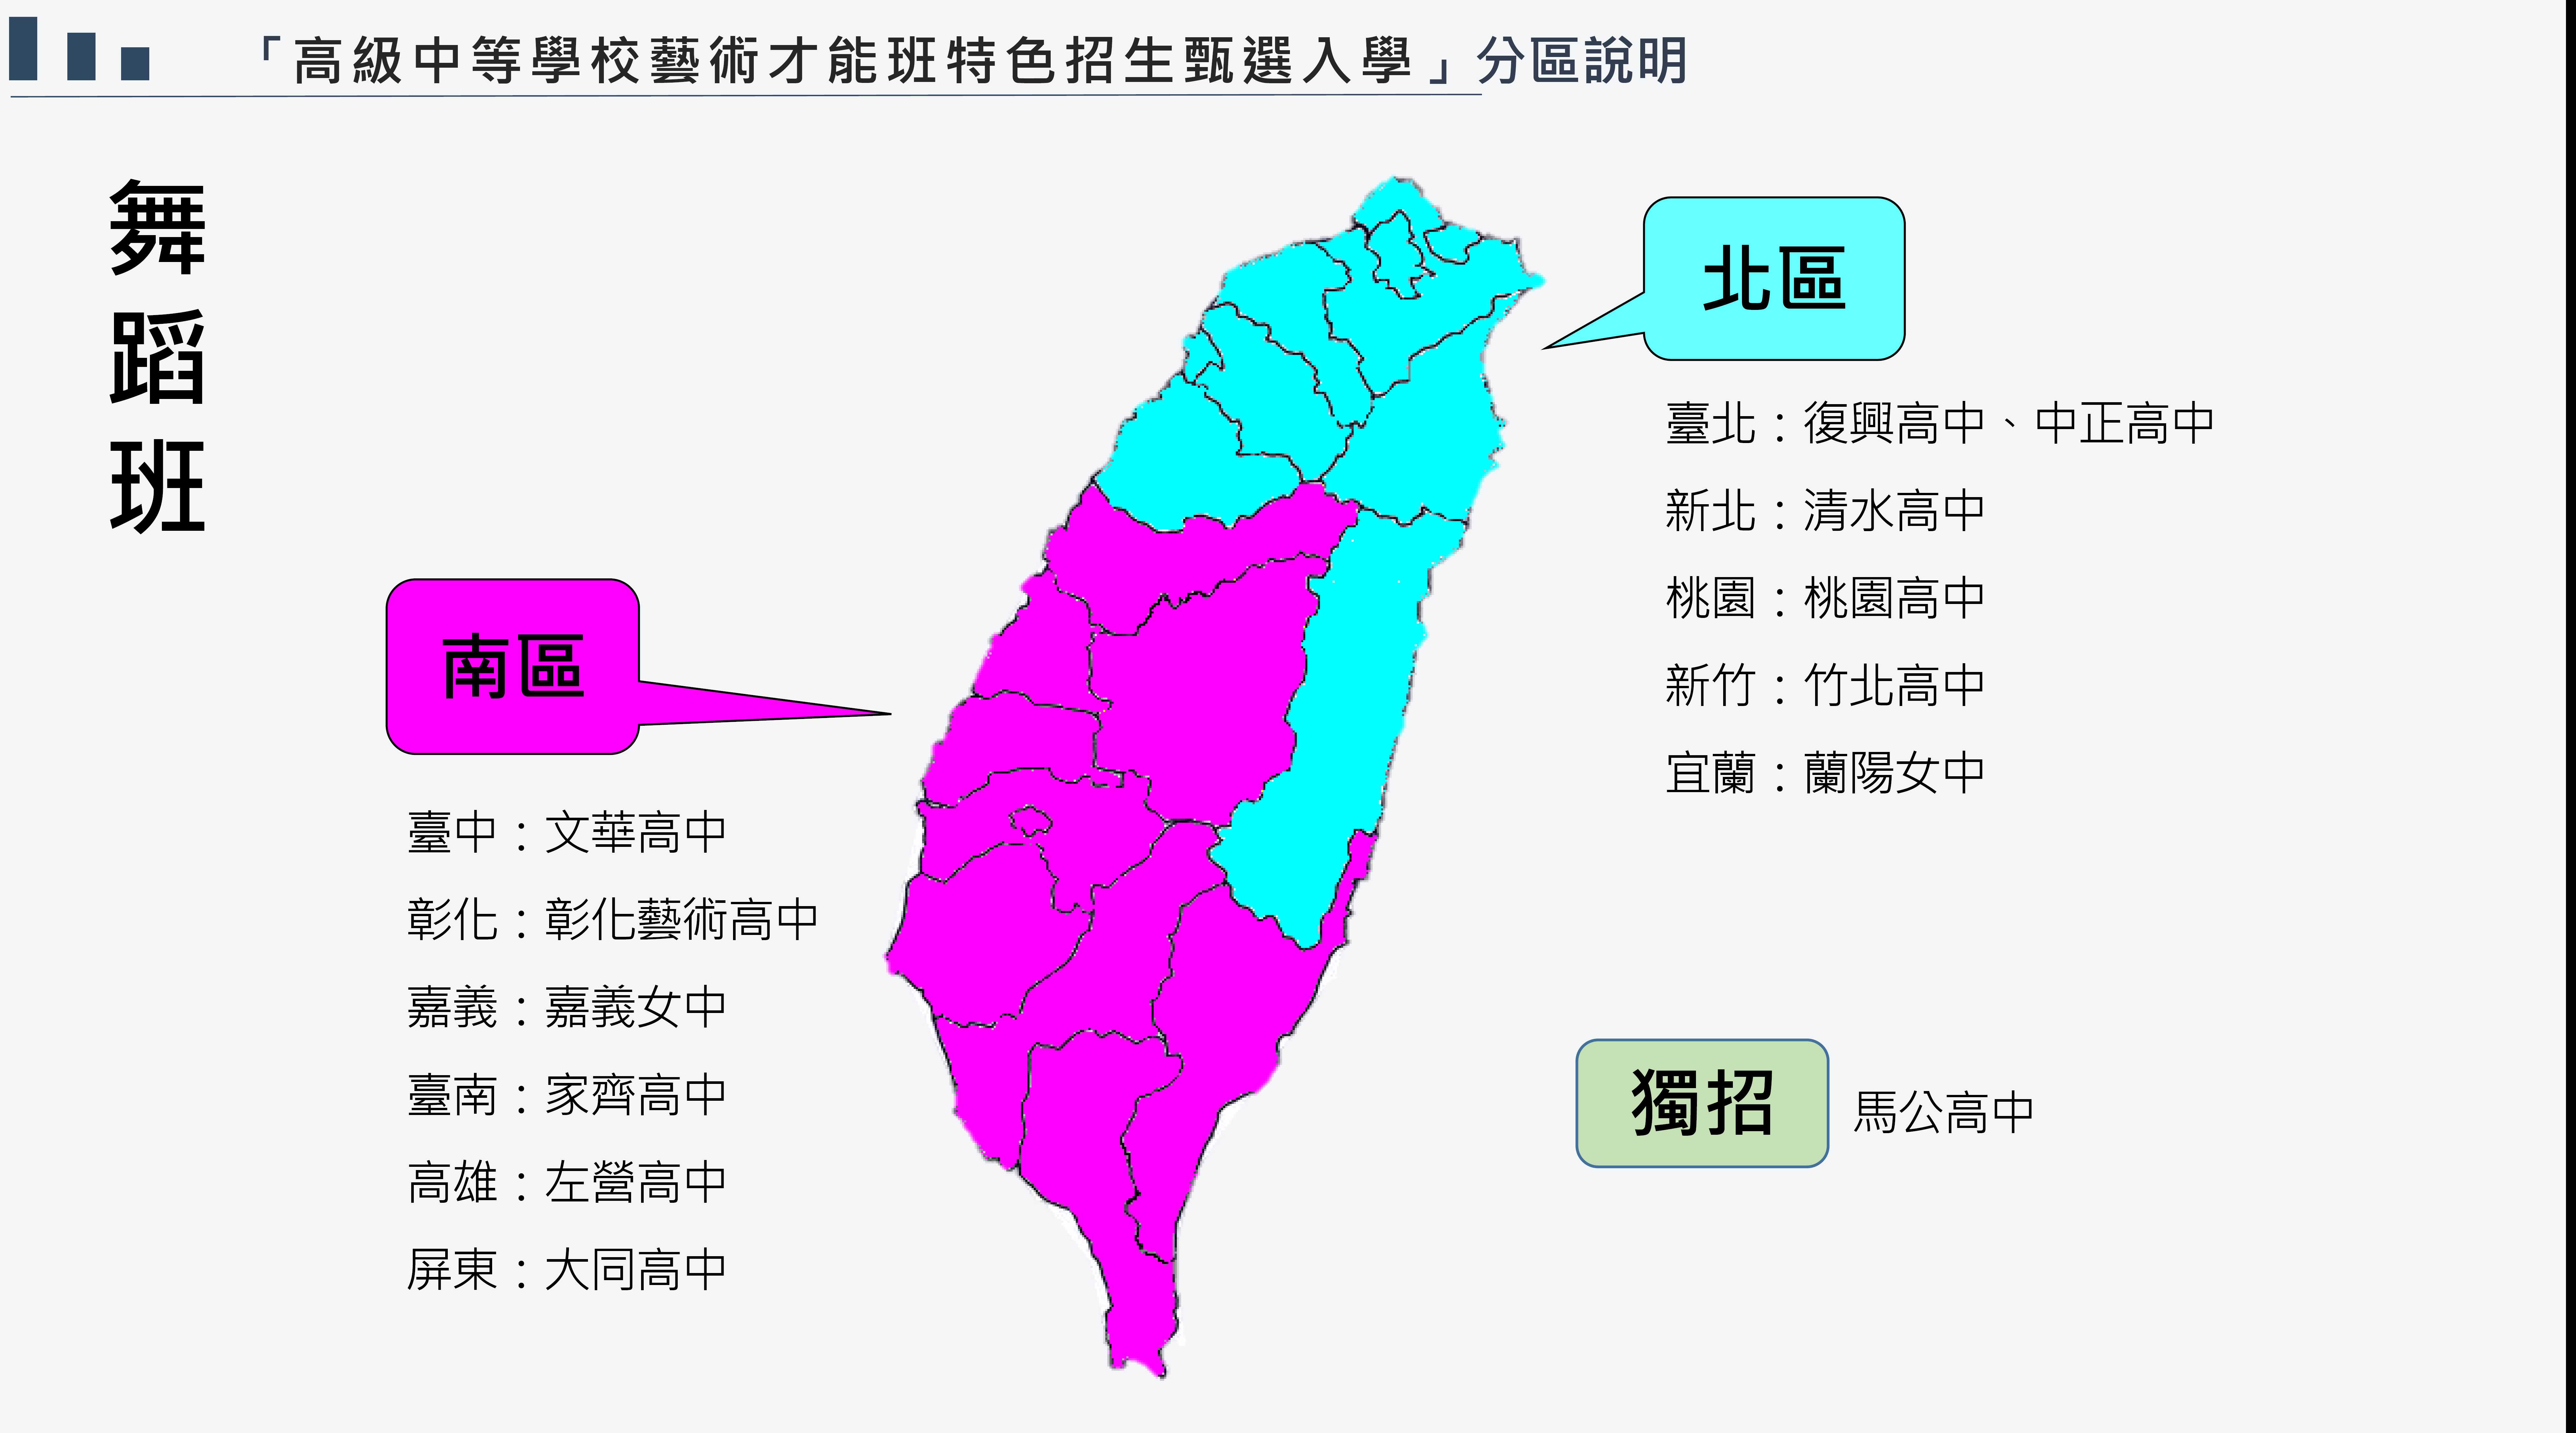 「高級中等學校藝術才能班特色招生甄選入學」分區說明
舞蹈班
北區
臺北：復興高中、中正高中
新北：清水高中
桃園：桃園高中
新竹：竹北高中
宜蘭：蘭陽女中
南區
臺中：文華高中
彰化：彰化藝術高中
嘉義：嘉義女中
臺南：家齊高中
高雄：左營高中
屏東：大同高中
獨招
馬公高中